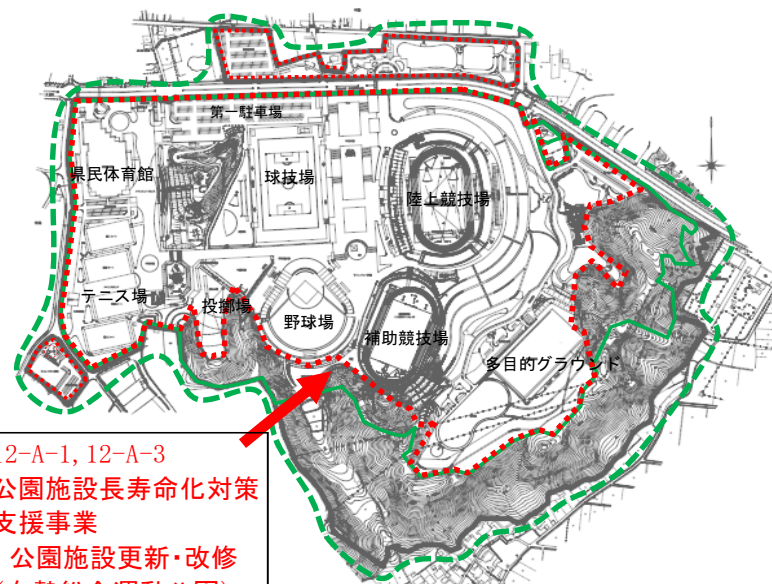 第一駐車場
県民体育館
球技場
陸上競技場
テニス場
投擲場
野球場
補助競技場
多目的グラウンド
12-A-1,12-A-3
公園施設長寿命化対策
支援事業
公園施設更新・改修